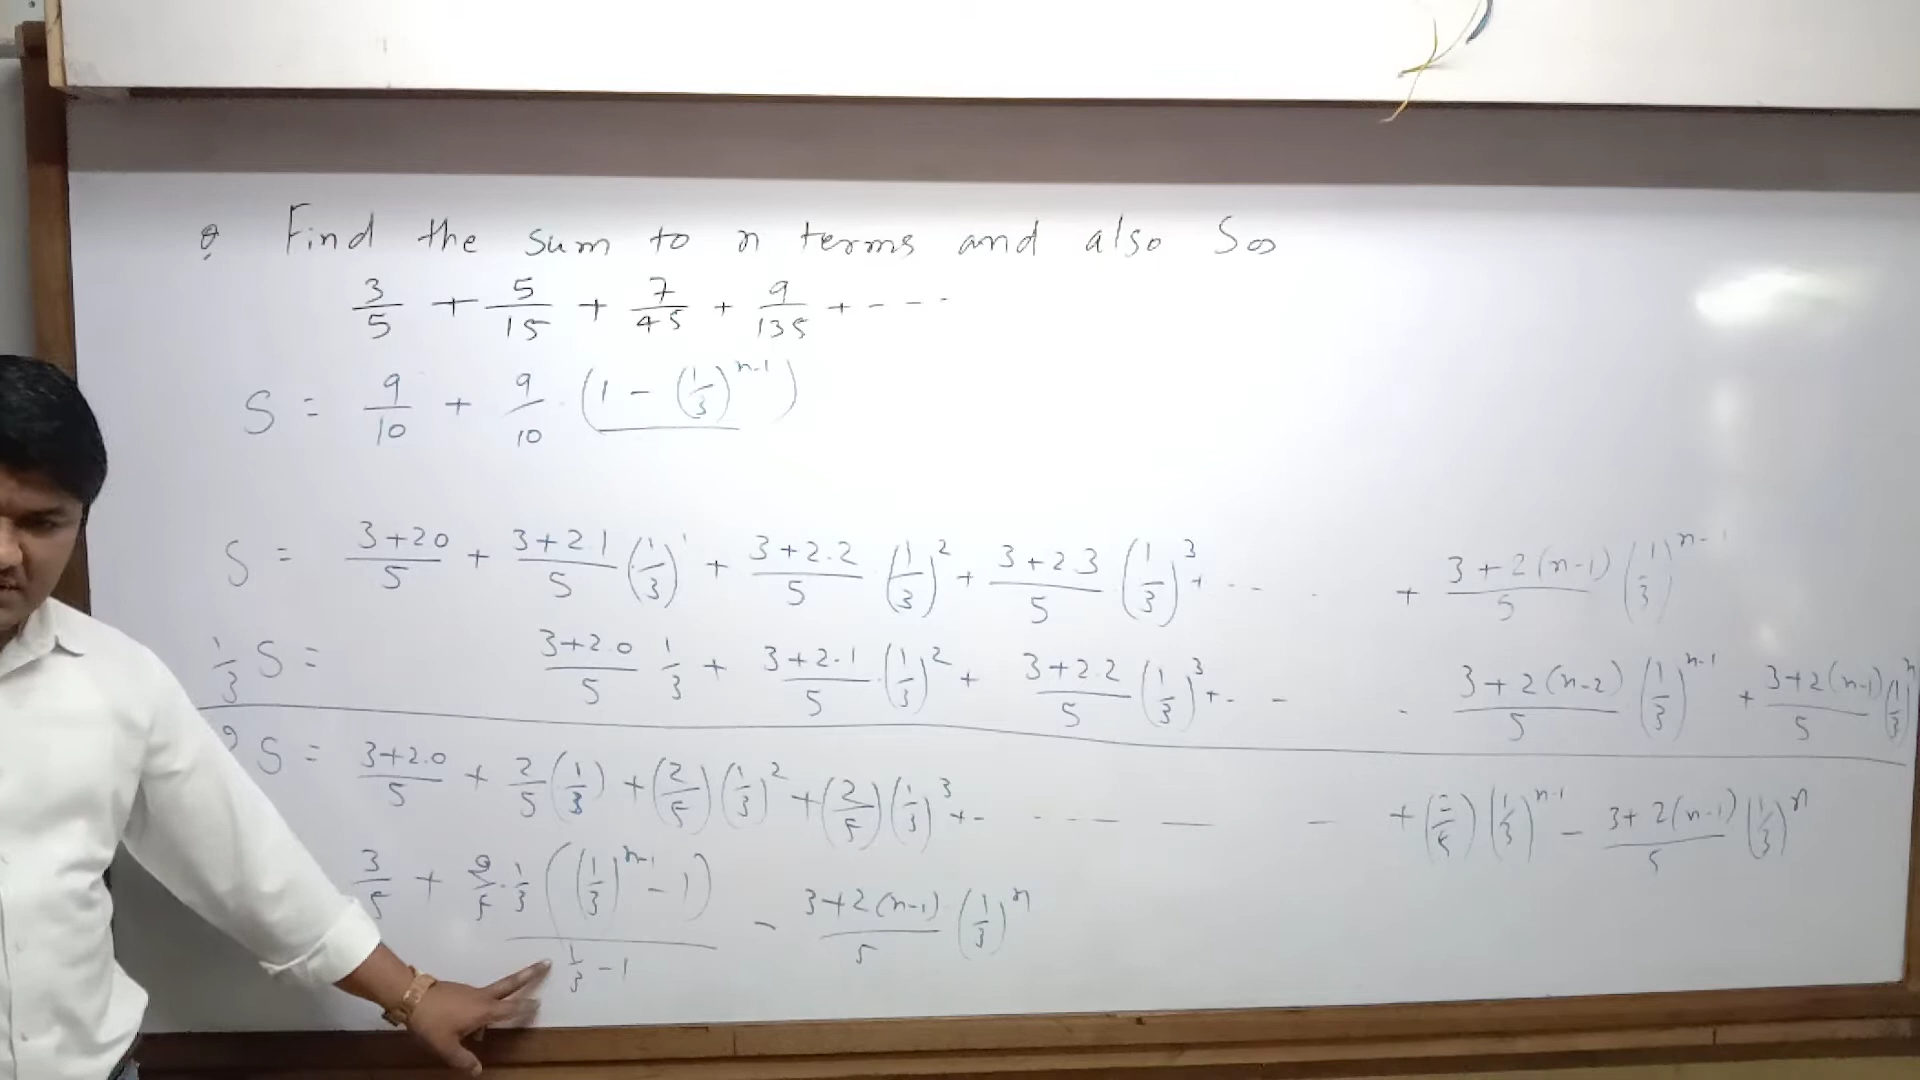 Q Find the sum to n terms and also S∞
3/5 + 5/15 + 7/45 + 9/135 + - - -
S = 9/10 + 9/10 · (1 - (1/3)^(n-1))
S = (3+20)/5 + (3+2.1)/5 (1/3)^1 + (3+2.2)/5 · (1/3)^2 + (3+2.3)/5 (1/3)^3 + - - - + (3+2(n-1))/5 (1/3)^(n-1)
1/3 S = (3+2.0)/5 1/3 + (3+2.1)/5 · (1/3)^2 + (3+2.2)/5 (1/3)^3 + - - - (3+2(n-2))/5 · (1/3)^(n-1) + (3+2(n-1))/5 (1/3)^n
S = (3+2.0)/5 + 2/5 (1/3) + (2/5) (1/3)^2 + (2/5) (1/3)^3 + - - - - - - - + (2/5) (1/3)^(n-1) - (3+2(n-1))/5 (1/3)^n
3/5 + (2/5 · 1/3 ((1/3)^(n-1) - 1))/(1/3 - 1) - (3+2(n-1))/5 · (1/3)^n